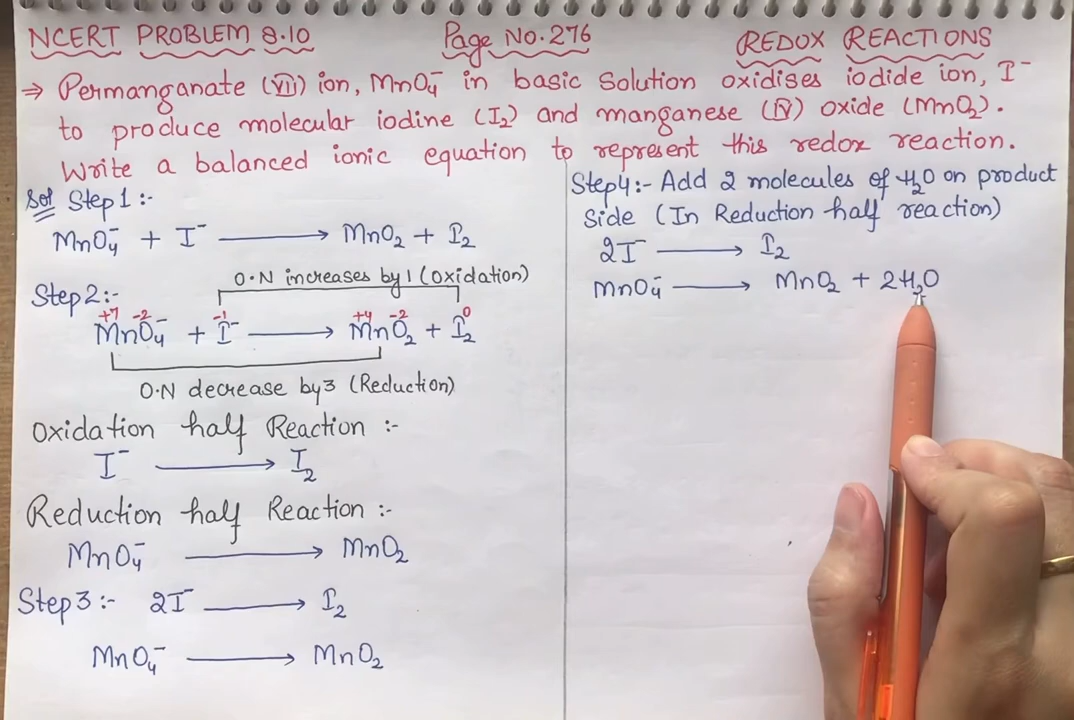 NCERT PROBLEM 8.10 Page No. 276 REDOX REACTIONS
⇒ Permanganate (VII) ion, MnO₄⁻ in basic solution oxidises iodide ion, I⁻
to produce molecular iodine (I₂) and manganese (IV) oxide (MnO₂).
Write a balanced ionic equation to represent this redox reaction.
Sol Step 1:-
MnO₄⁻ + I⁻ ⟶ MnO₂ + I₂
O.N increases by 1 (Oxidation)
Step 2:-
+7 -2 -1 +4 -2 0
MnO₄⁻ + I⁻ ⟶ MnO₂ + I₂
O.N decrease by 3 (Reduction)
Oxidation half Reaction :-
I⁻ ⟶ I₂
Reduction half Reaction :-
MnO₄⁻ ⟶ MnO₂
Step 3:- 2I⁻ ⟶ I₂
MnO₄⁻ ⟶ MnO₂
Step 4:- Add 2 molecules of H₂O on product
side (In Reduction half reaction)
2I⁻ ⟶ I₂
MnO₄⁻ ⟶ MnO₂ + 2H₂O